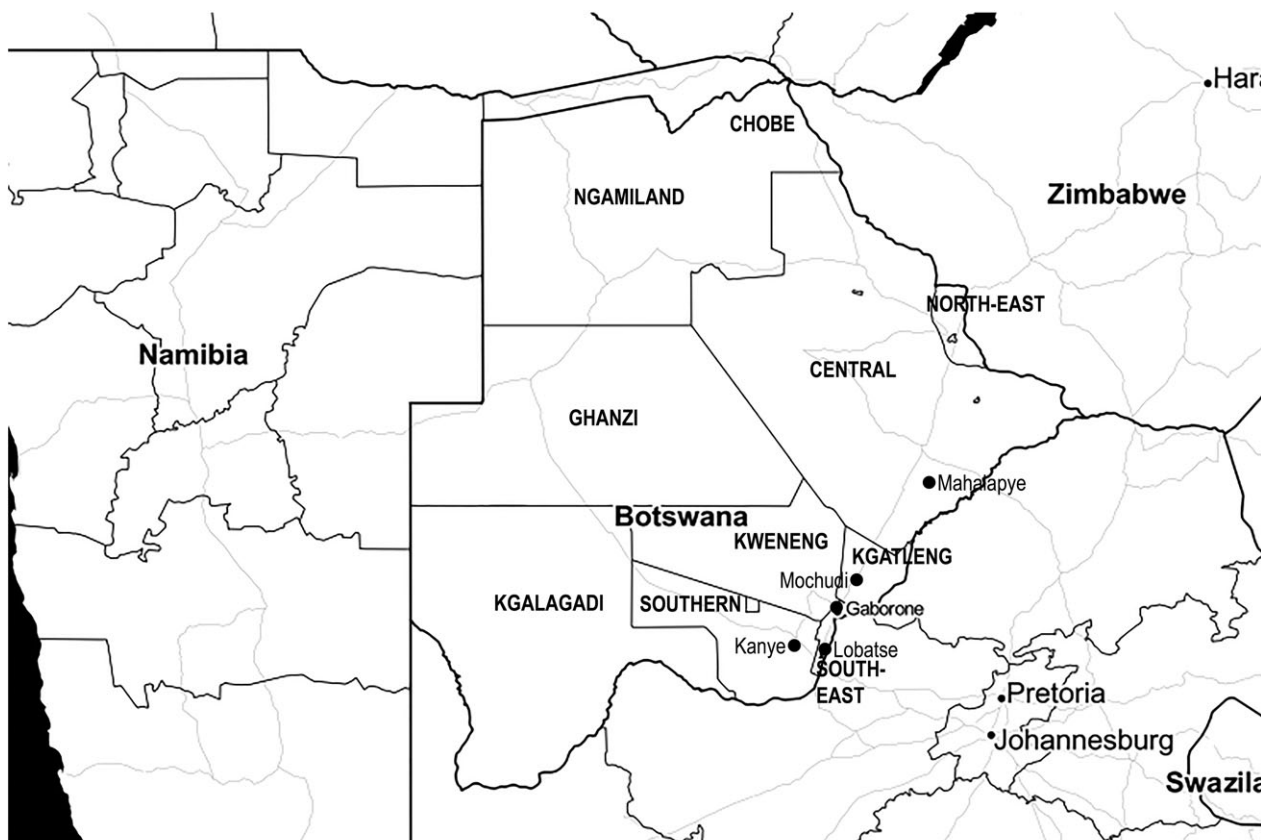 Hara
CHOBE
NGAMILAND
Zimbabwe
NORTH-EAST
Namibia
CENTRAL
GHANZI
Mahalapye
Botswana
KWENENG
KGATLENG
Mochudi
KGALAGADI
SOUTHERN
Gaborone
Kanye
Lobatse
SOUTH-
EAST
Pretoria
Johannesburg
Swazila